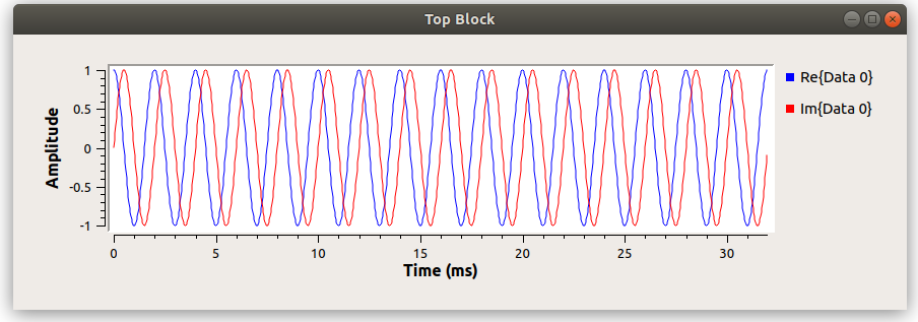 Top Block
Re{Data 0}
Im{Data 0}
Amplitude
1
0.5
0
-0.5
-1
0 5 10 15 20 25 30
Time (ms)